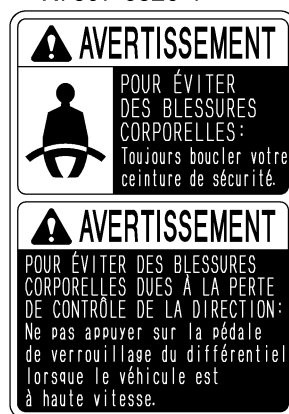 AVERTISSEMENT
POUR ÉVITER
DES BLESSURES
CORPORELLES:
Toujours boucler votre
ceinture de sécurité.
AVERTISSEMENT
POUR ÉVITER DES BLESSURES
CORPORELLES DUES À LA PERTE
DE CONTRÔLE DE LA DIRECTION:
Ne pas appuyer sur la pédale
de verrouillage du différentiel
lorsque le véhicule est
à haute vitesse.